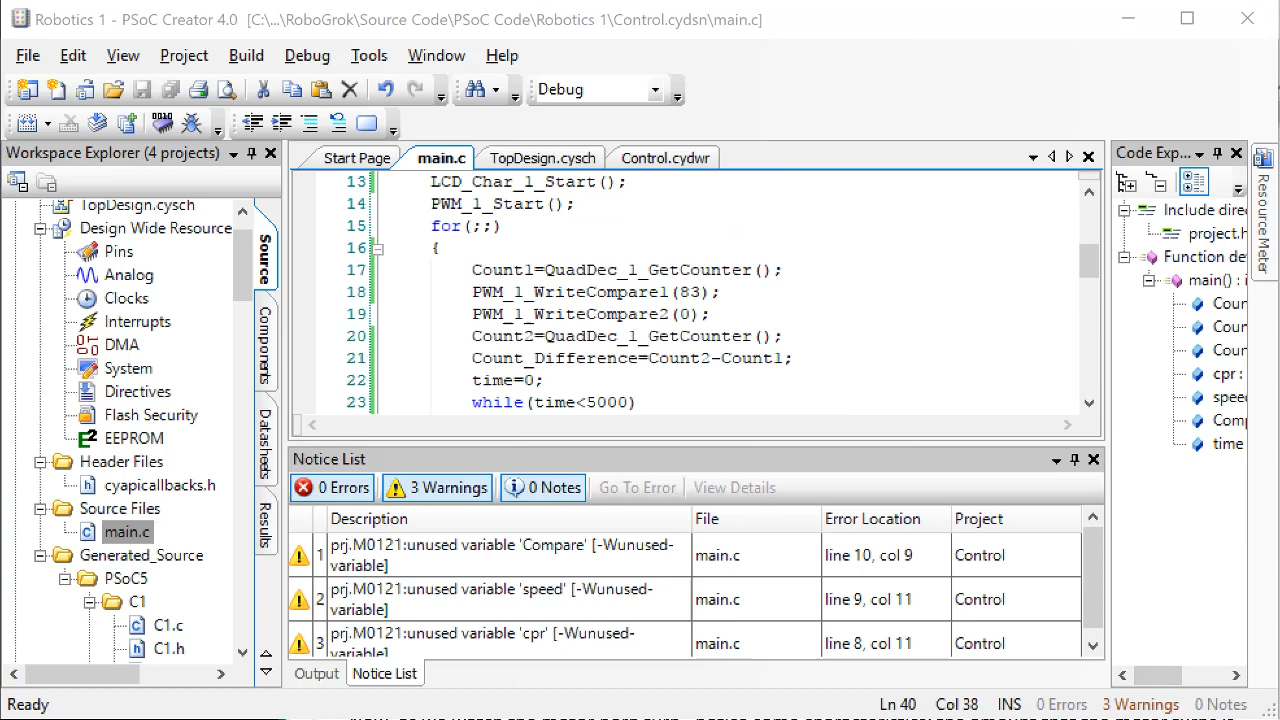 Robotics 1 - PSoC Creator 4.0 [C:\...\RoboGrok\Source Code\PSoC Code\Robotics 1\Control.cydsn\main.c]
File Edit View Project Build Debug Tools Window Help
Debug
Workspace Explorer (4 projects)
TopDesign.cysch
Design Wide Resource
Pins
Analog
Clocks
Interrupts
DMA
System
Directives
Flash Security
EEPROM
Header Files
cyapicallbacks.h
Source Files
main.c
Generated_Source
PSoC5
C1
C1.c
C1.h
Source
Components
Datasheets
Results
Start Page main.c TopDesign.cysch Control.cydwr
13 LCD_Char_1_Start();
14 PWM_1_Start();
15 for(;;)
16 {
17 Count1=QuadDec_1_GetCounter();
18 PWM_1_WriteCompare1(83);
19 PWM_1_WriteCompare2(0);
20 Count2=QuadDec_1_GetCounter();
21 Count_Difference=Count2-Count1;
22 time=0;
23 while(time<5000)
Notice List
0 Errors 3 Warnings 0 Notes Go To Error View Details
Description File Error Location Project
1 prj.M0121:unused variable 'Compare' [-Wunused-variable] main.c line 10, col 9 Control
2 prj.M0121:unused variable 'speed' [-Wunused-variable] main.c line 9, col 11 Control
3 prj.M0121:unused variable 'cpr' [-Wunused-variable] main.c line 8, col 11 Control
Output Notice List
Code Exp...
Include direc
project.h
Function de
main() : i
Coun
Coun
Coun
cpr :
spee
Comp
time
Resource Meter
Ready Ln 40 Col 38 INS 0 Errors 3 Warnings 0 Notes